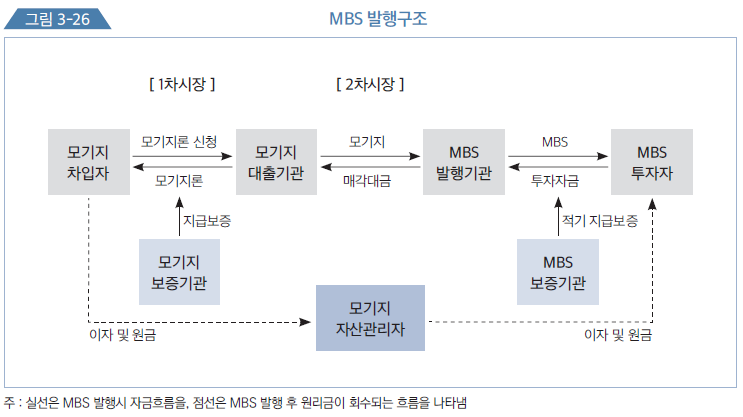 그림 3-26
MBS 발행구조
[ 1차시장 ]
[ 2차시장 ]
모기지
차입자
모기지론 신청
모기지론
모기지
대출기관
모기지
매각대금
MBS
발행기관
MBS
투자자금
MBS
투자자
지급보증
적기 지급보증
모기지
보증기관
MBS
보증기관
모기지
자산관리자
이자 및 원금
이자 및 원금
주 : 실선은 MBS 발행시 자금흐름을, 점선은 MBS 발행 후 원리금이 회수되는 흐름을 나타냄